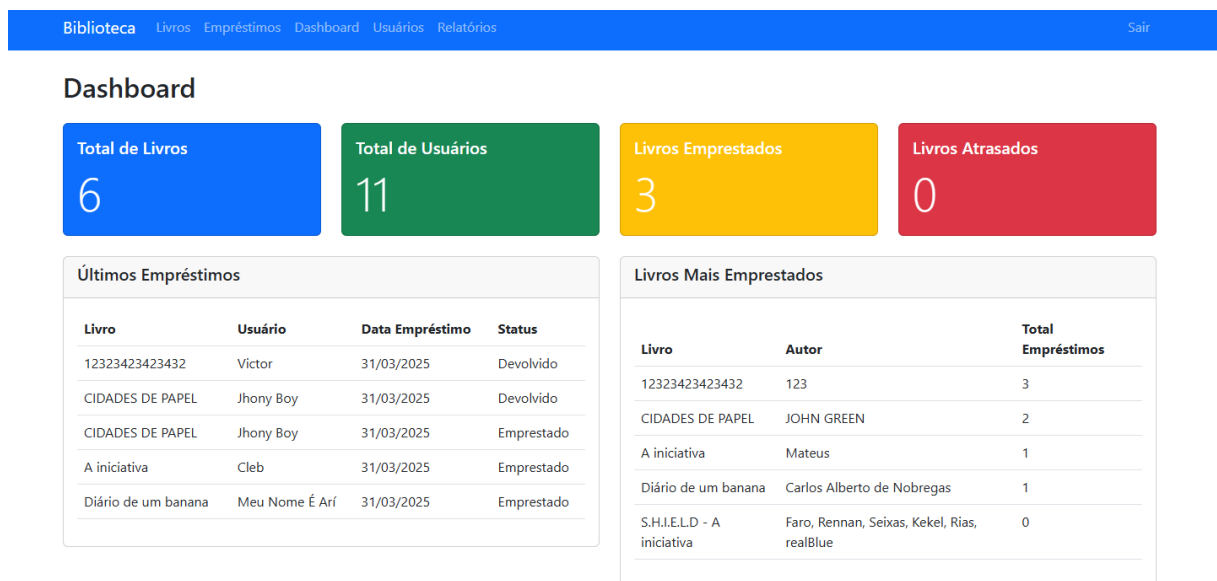 Biblioteca Livros Empréstimos Dashboard Usuários Relatórios Sair
Dashboard
Total de Livros
6
Total de Usuários
11
Livros Emprestados
3
Livros Atrasados
0
Últimos Empréstimos
Livro Usuário Data Empréstimo Status
12323423423432 Victor 31/03/2025 Devolvido
CIDADES DE PAPEL Jhony Boy 31/03/2025 Devolvido
CIDADES DE PAPEL Jhony Boy 31/03/2025 Emprestado
A iniciativa Cleb 31/03/2025 Emprestado
Diário de um banana Meu Nome É Arí 31/03/2025 Emprestado
Livros Mais Emprestados
Livro Autor Total
Empréstimos
12323423423432 123 3
CIDADES DE PAPEL JOHN GREEN 2
A iniciativa Mateus 1
Diário de um banana Carlos Alberto de Nobregas 1
S.H.I.E.L.D - A Faro, Rennan, Seixas, Kekel, Rias, 0
iniciativa realBlue